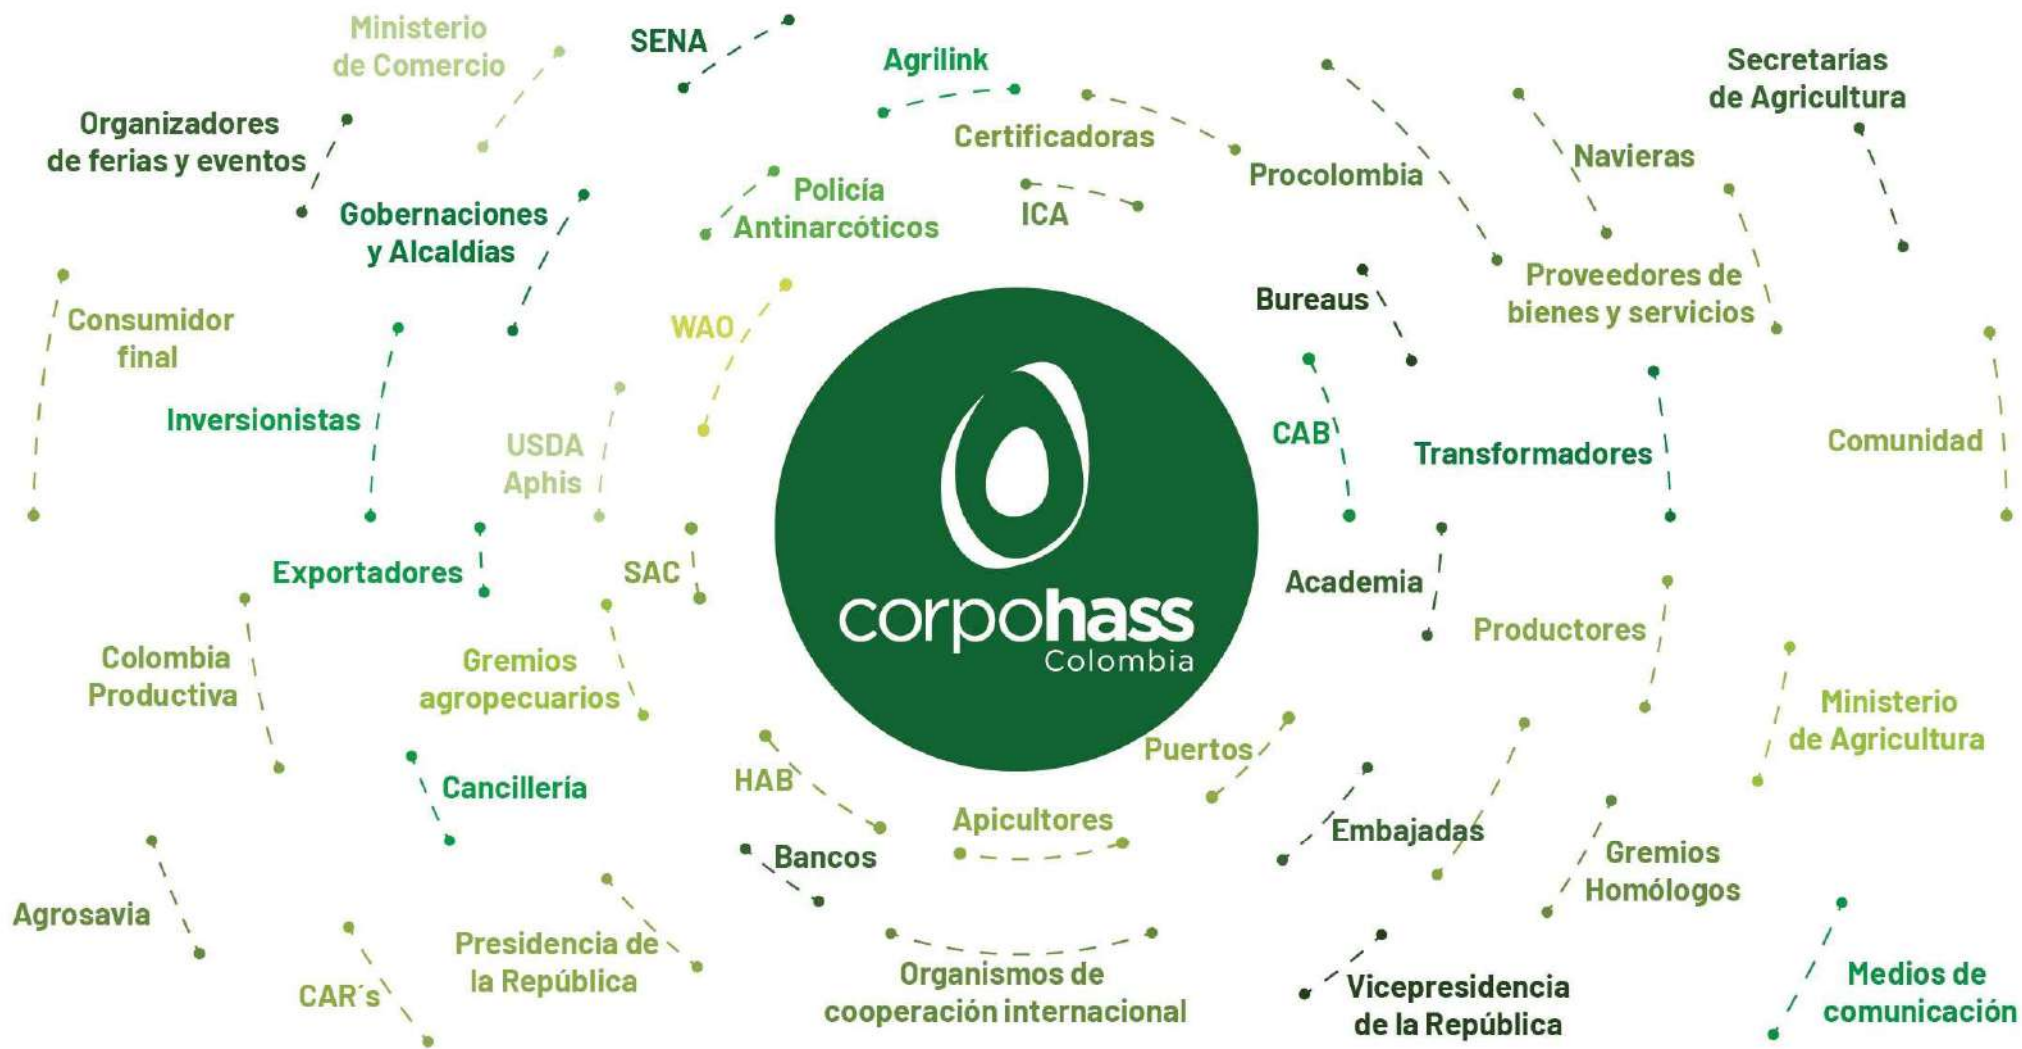 Ministerio
de Comercio
SENA
Agrilink
Secretarías
de Agricultura
Organizadores
de ferias y eventos
Certificadoras
Procolombia
Navieras
Gobernaciones
y Alcaldías
Policía
Antinarcóticos
ICA
Proveedores de
bienes y servicios
Bureaus
Consumidor
final
WAO
Inversionistas
USDA
Aphis
CAB
Transformadores
Comunidad
Exportadores
SAC
Academia
corpohass
Colombia
Productores
Colombia
Productiva
Gremios
agropecuarios
Ministerio
de Agricultura
Puertos
HAB
Cancillería
Apicultores
Embajadas
Bancos
Gremios
Homólogos
Agrosavia
Presidencia de
la República
CAR´s
Organismos de
cooperación internacional
Vicepresidencia
de la República
Medios de
comunicación